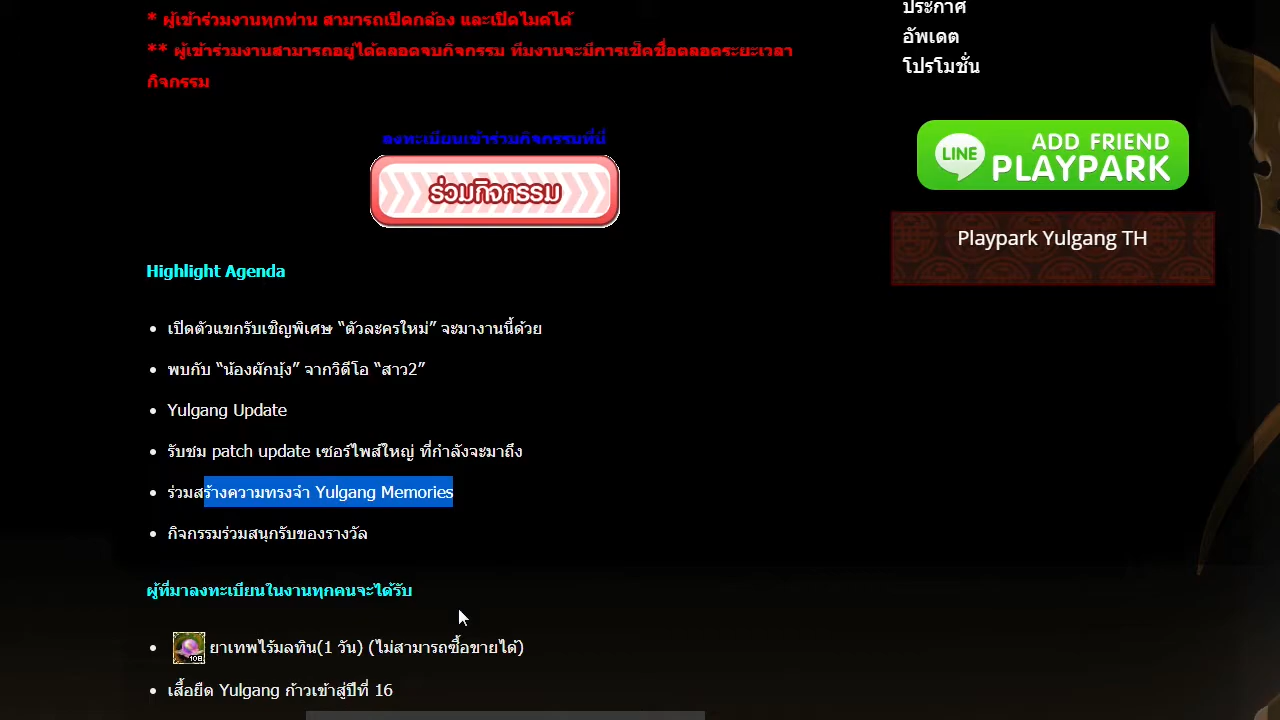 * ผู้เข้าร่วมงานทุกท่าน สามารถเปิดกล้อง และเปิดไมค์ได้
** ผู้เข้าร่วมงานสามารถอยู่ได้ตลอดจบกิจกรรม ทีมงานจะมีการเช็คชื่อตลอดระยะเวลา
กิจกรรม
ลงทะเบียนเข้าร่วมกิจกรรมที่นี่
ร่วมกิจกรรม
Highlight Agenda
เปิดตัวแขกรับเชิญพิเศษ “ตัวละครใหม่” จะมางานนี้ด้วย
พบกับ “น้องผักบุ้ง” จากวิดีโอ “สาว2”
Yulgang Update
รับชม patch update เซอร์ไพส์ใหญ่ ที่กำลังจะมาถึง
ร่วมสร้างความทรงจำ Yulgang Memories
กิจกรรมร่วมสนุกรับของรางวัล
ผู้ที่มาลงทะเบียนในงานทุกคนจะได้รับ
108
ยาเทพไร้มลทิน(1 วัน) (ไม่สามารถซื้อขายได้)
เสื้อยืด Yulgang ก้าวเข้าสู่ปีที่ 16
ประกาศ
อัพเดต
โปรโมชั่น
LINE
ADD FRIEND
PLAYPARK
Playpark Yulgang TH